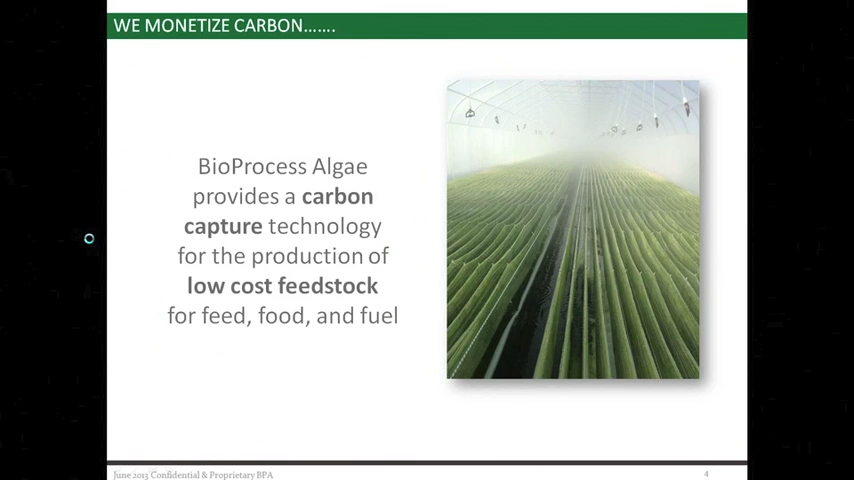 WE MONETIZE CARBON…….
BioProcess Algae
provides a carbon
capture technology
for the production of
low cost feedstock
for feed, food, and fuel
June 2013 Confidential & Proprietary BPA
4